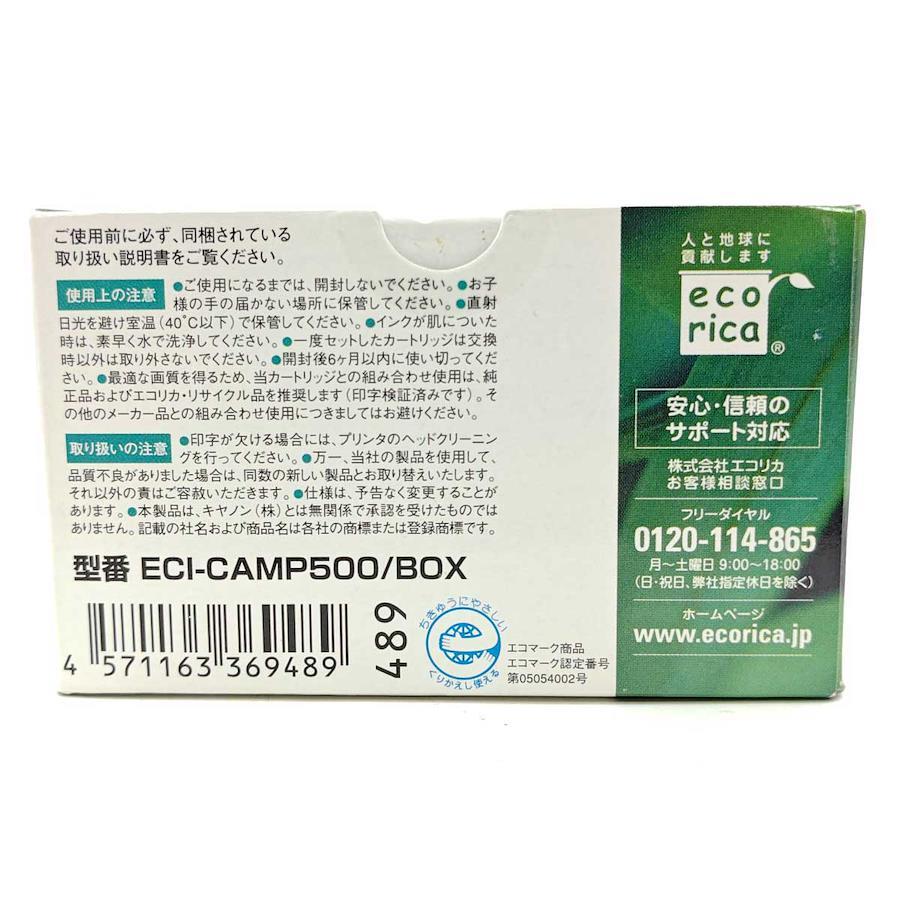 ご使用前に必ず、同梱されている
取り扱い説明書をご覧ください。
使用上の注意 ●ご使用になるまでは、開封しないでください。●お子
様の手の届かない場所に保管してください。●直射
日光を避け室温(40˚C以下)で保管してください。●インクが肌についた
時は、素早く水で洗浄してください。●一度セットしたカートリッジは交換
時以外は取り外さないでください。●開封後6ヶ月以内に使い切ってくだ
さい。●最適な画質を得るため、当カートリッジとの組み合わせ使用は、純
正品およびエコリカ・リサイクル品を推奨します(印字検証済みです)。そ
の他のメーカー品との組み合わせ使用につきましてはお避けください。
取り扱いの注意 ●印字が欠ける場合には、プリンタのヘッドクリーニン
グを行ってください。●万一、当社の製品を使用して、
品質不良がありました場合は、同数の新しい製品とお取り替えいたします。
それ以外の責はご容赦いただきます。●仕様は、予告なく変更することが
あります。●本製品は、キヤノン(株)とは無関係で承認を受けたものでは
ありません。記載の社名および商品名は各社の商標または登録商標です。
型番 ECI-CAMP500/BOX
4 571163 369489
489
ちきゅうにやさしい
くりかえし使える
エコマーク商品
エコマーク認定番号
第05054002号
人と地球に
貢献します
eco
rica®
安心・信頼の
サポート対応
株式会社エコリカ
お客様相談窓口
フリーダイヤル
0120-114-865
月〜土曜日 9:00〜18:00
(日・祝日、弊社指定休日を除く)
ホームページ
www.ecorica.jp